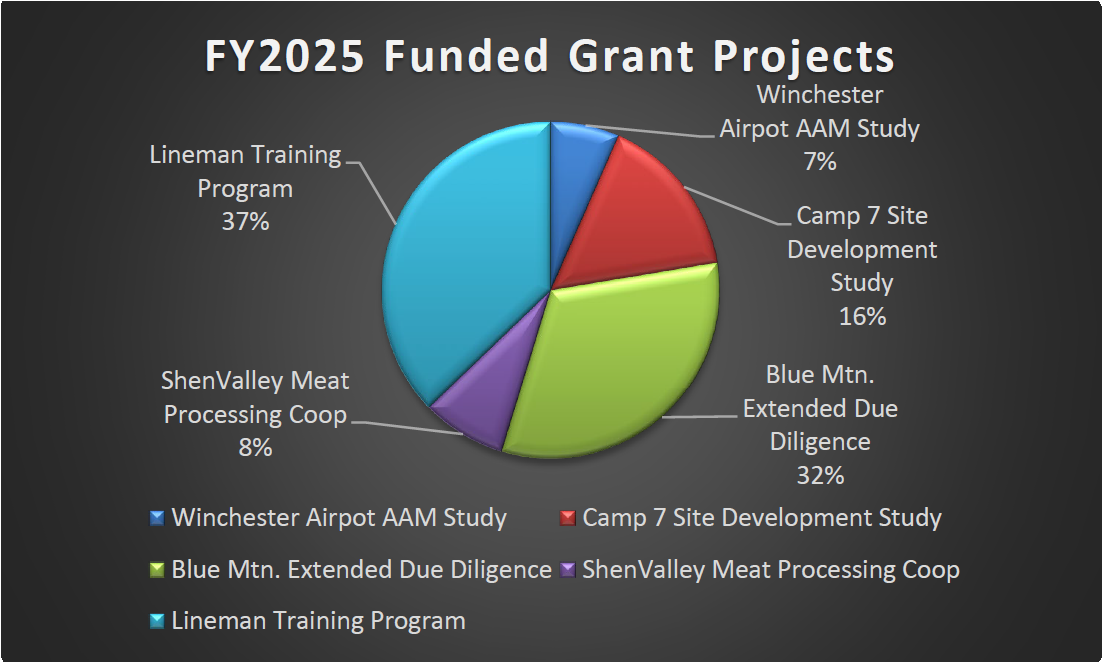 FY2025 Funded Grant Projects
Winchester
Airpot AAM Study
7%
Lineman Training
Program
37%
Camp 7 Site
Development
Study
16%
ShenValley Meat
Processing Coop
8%
Blue Mtn.
Extended Due
Diligence
32%
Winchester Airpot AAM Study
Camp 7 Site Development Study
Blue Mtn. Extended Due Diligence
ShenValley Meat Processing Coop
Lineman Training Program